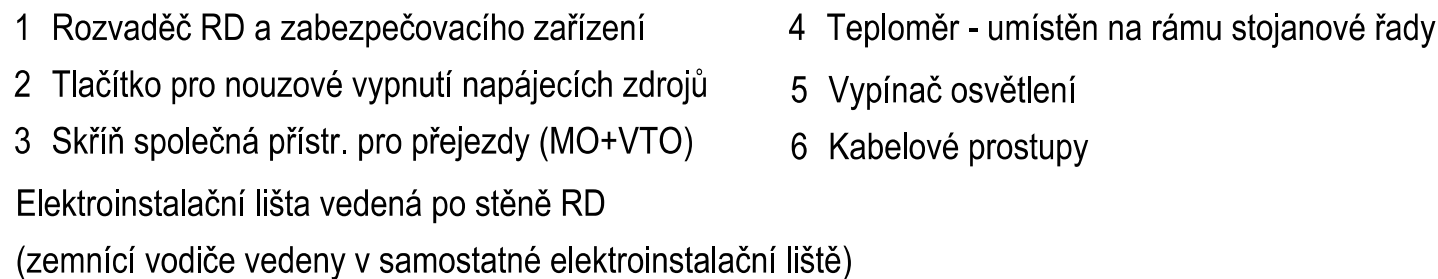 1 Rozvaděč RD a zabezpečovacího zařízení
2 Tlačítko pro nouzové vypnutí napájecích zdrojů
3 Skříň společná přístr. pro přejezdy (MO+VTO)
4 Teploměr - umístěn na rámu stojanové řady
5 Vypínač osvětlení
6 Kabelové prostupy
Elektroinstalační lišta vedená po stěně RD
(zemnící vodiče vedeny v samostatné elektroinstalační liště)